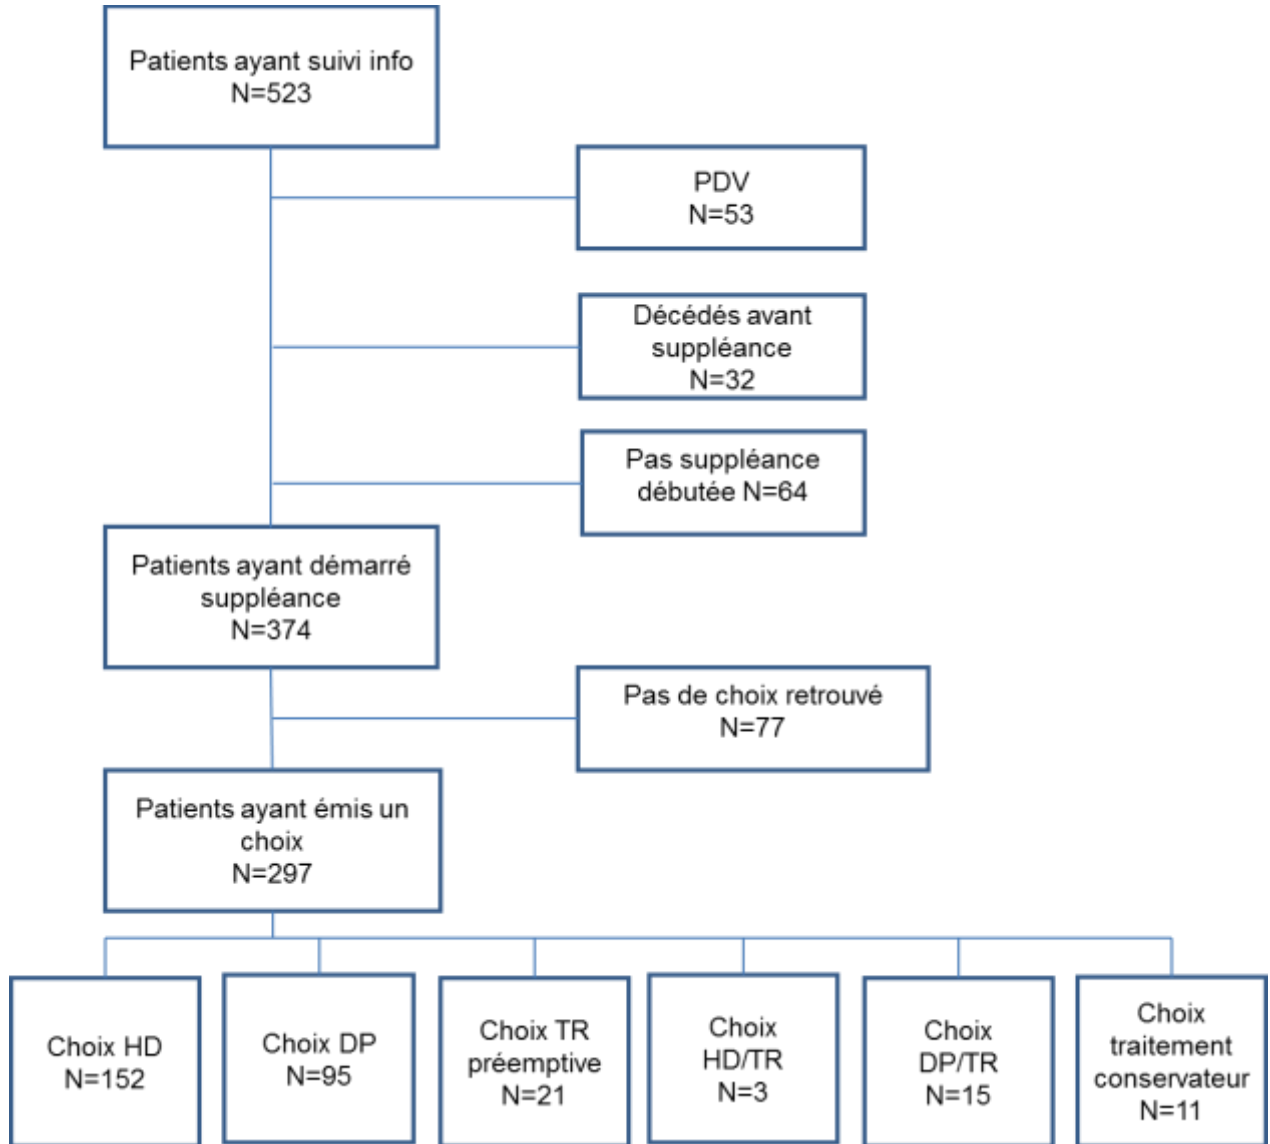 Patients ayant suivi info
N=523
PDV
N=53
Décédés avant
suppléance
N=32
Pas suppléance
débutée N=64
Patients ayant démarré
suppléance
N=374
Pas de choix retrouvé
N=77
Patients ayant émis un
choix
N=297
Choix HD
N=152
Choix DP
N=95
Choix TR
préemptive
N=21
Choix
HD/TR
N=3
Choix
DP/TR
N=15
Choix
traitement
conservateur
N=11